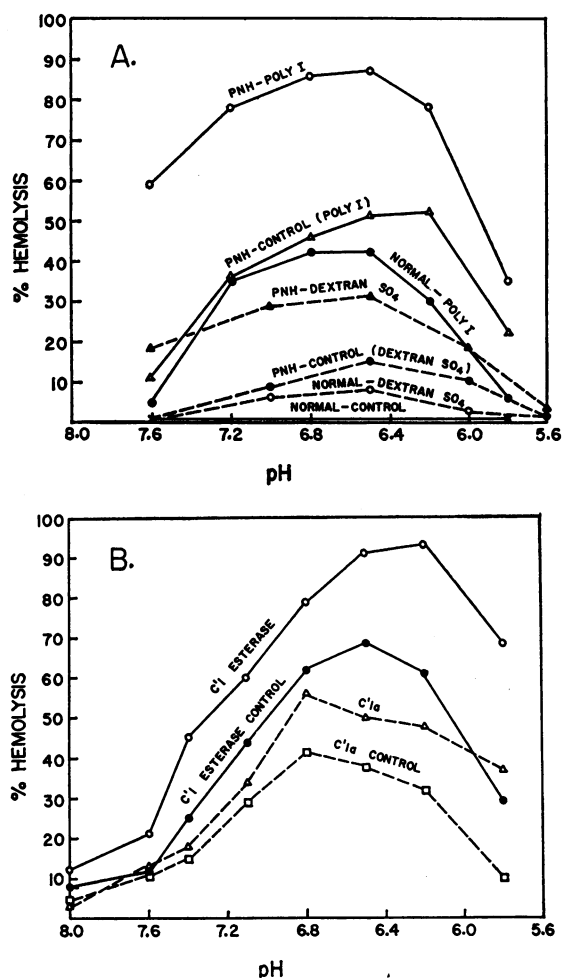 100
90
80
70
60
50
40
30
20
10
% HEMOLYSIS
A.
PNH-POLY I
PNH-CONTROL (POLY I)
NORMAL-POLY I
PNH-DEXTRAN SO4
PNH-CONTROL (DEXTRAN SO4)
NORMAL-DEXTRAN SO4
NORMAL-CONTROL
8.0 7.6 7.2 6.8 6.4 6.0 5.6
pH
100
90
80
70
60
50
40
30
20
10
% HEMOLYSIS
B.
C'1 ESTERASE
C'1 ESTERASE CONTROL
C'1a
C'1a CONTROL
8.0 7.6 7.2 6.8 6.4 6.0 5.6
pH